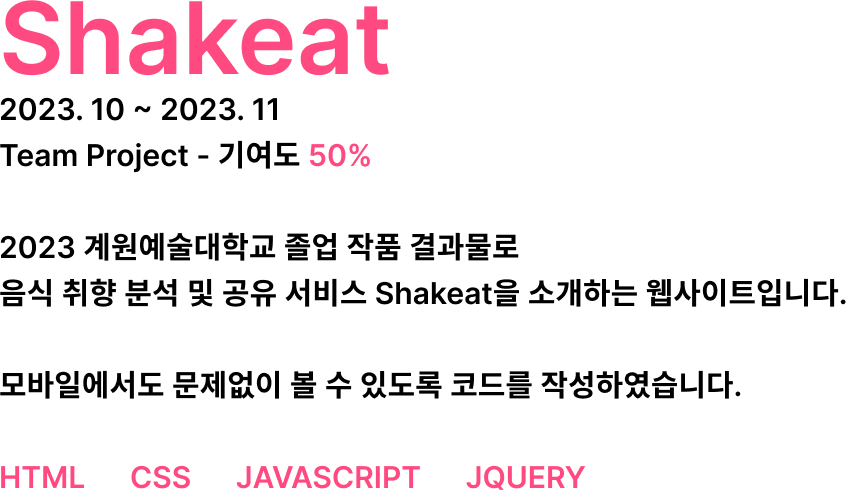 Shakeat
2023. 10 ~ 2023. 11
Team Project - 기여도 50%
2023 계원예술대학교 졸업 작품 결과물로
음식 취향 분석 및 공유 서비스 Shakeat을 소개하는 웹사이트입니다.
모바일에서도 문제없이 볼 수 있도록 코드를 작성하였습니다.
HTML CSS JAVASCRIPT JQUERY